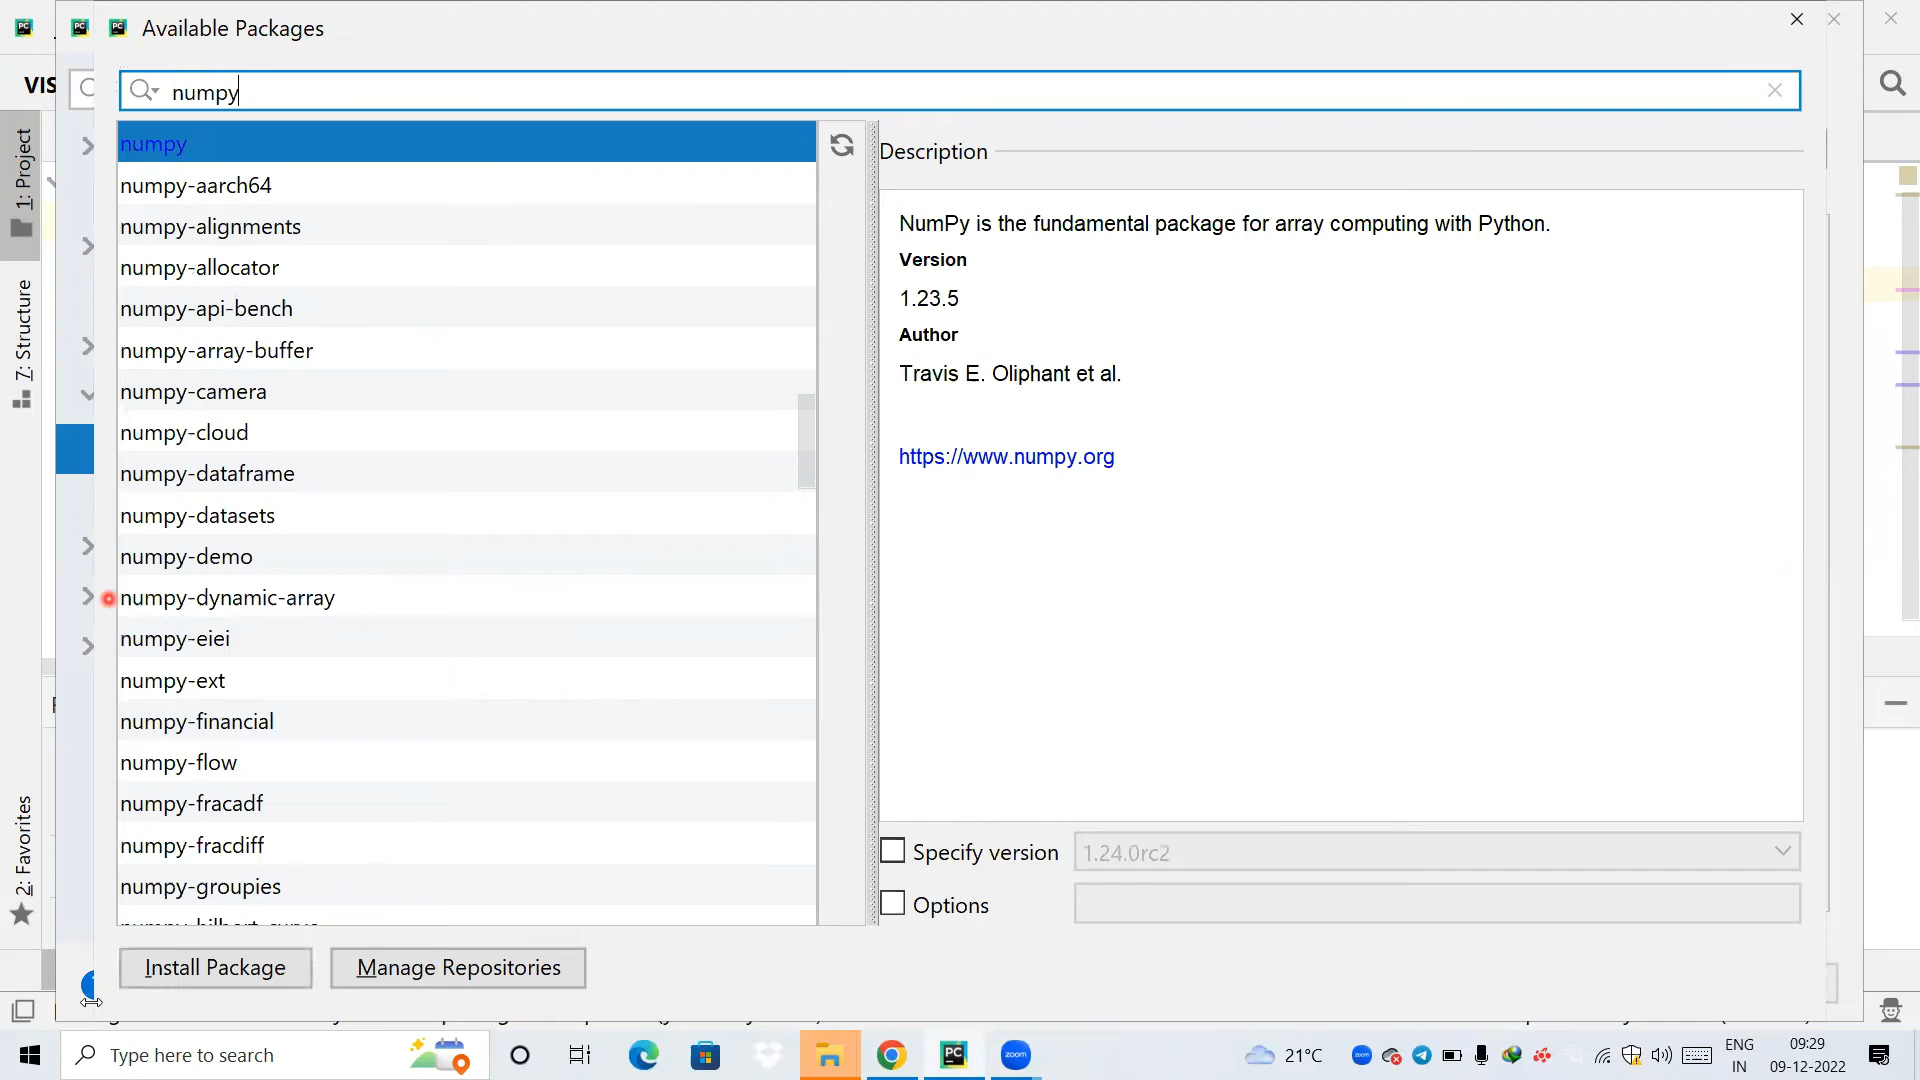 Available Packages
VIS
numpy
numpy
numpy-aarch64
numpy-alignments
numpy-allocator
numpy-api-bench
numpy-array-buffer
numpy-camera
numpy-cloud
numpy-dataframe
numpy-datasets
numpy-demo
numpy-dynamic-array
numpy-eiei
numpy-ext
numpy-financial
numpy-flow
numpy-fracadf
numpy-fracdiff
numpy-groupies
Description
NumPy is the fundamental package for array computing with Python.
Version
1.23.5
Author
Travis E. Oliphant et al.
https://www.numpy.org
Specify version
1.24.0rc2
Options
Install Package
Manage Repositories
1: Project
7: Structure
2: Favorites
Type here to search
PC
zoom
21°C
ENG
IN
09:29
09-12-2022